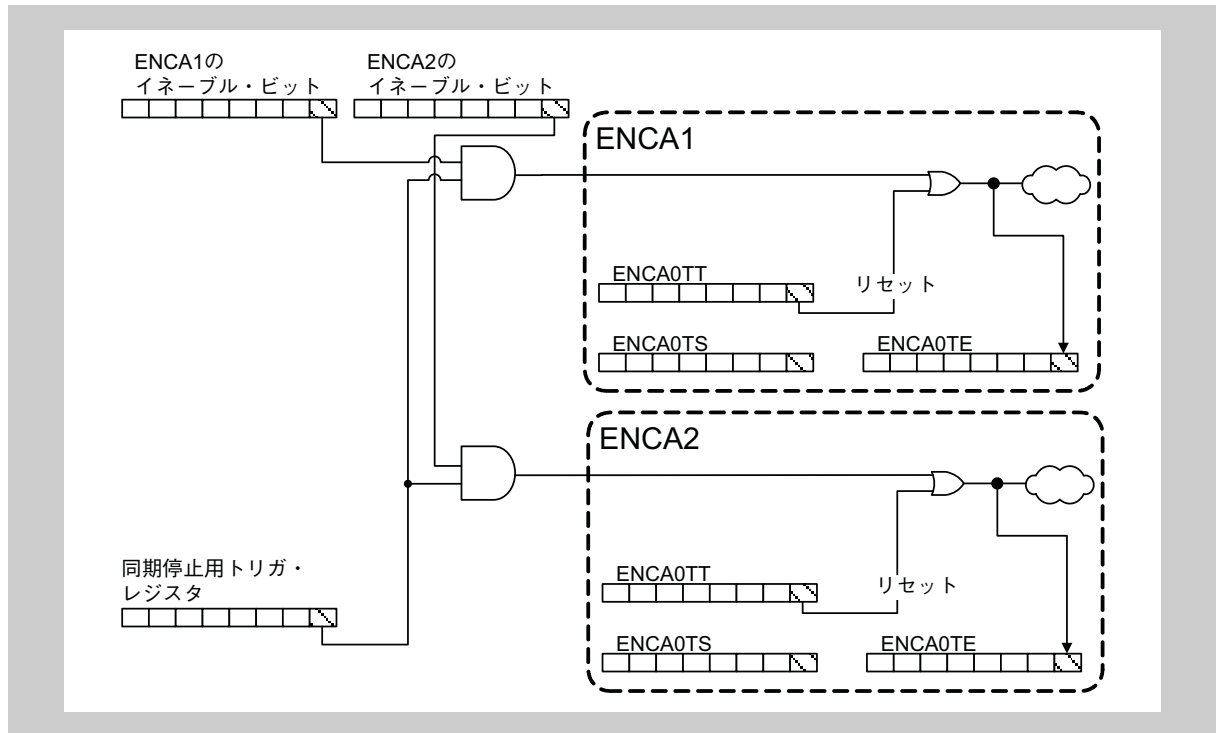 ENCA1の
イネーブル・ビット
ENCA2の
イネーブル・ビット
ENCA1
ENCA0TT
リセット
ENCA0TS
ENCA0TE
ENCA2
同期停止用トリガ・
レジスタ
ENCA0TT
リセット
ENCA0TS
ENCA0TE